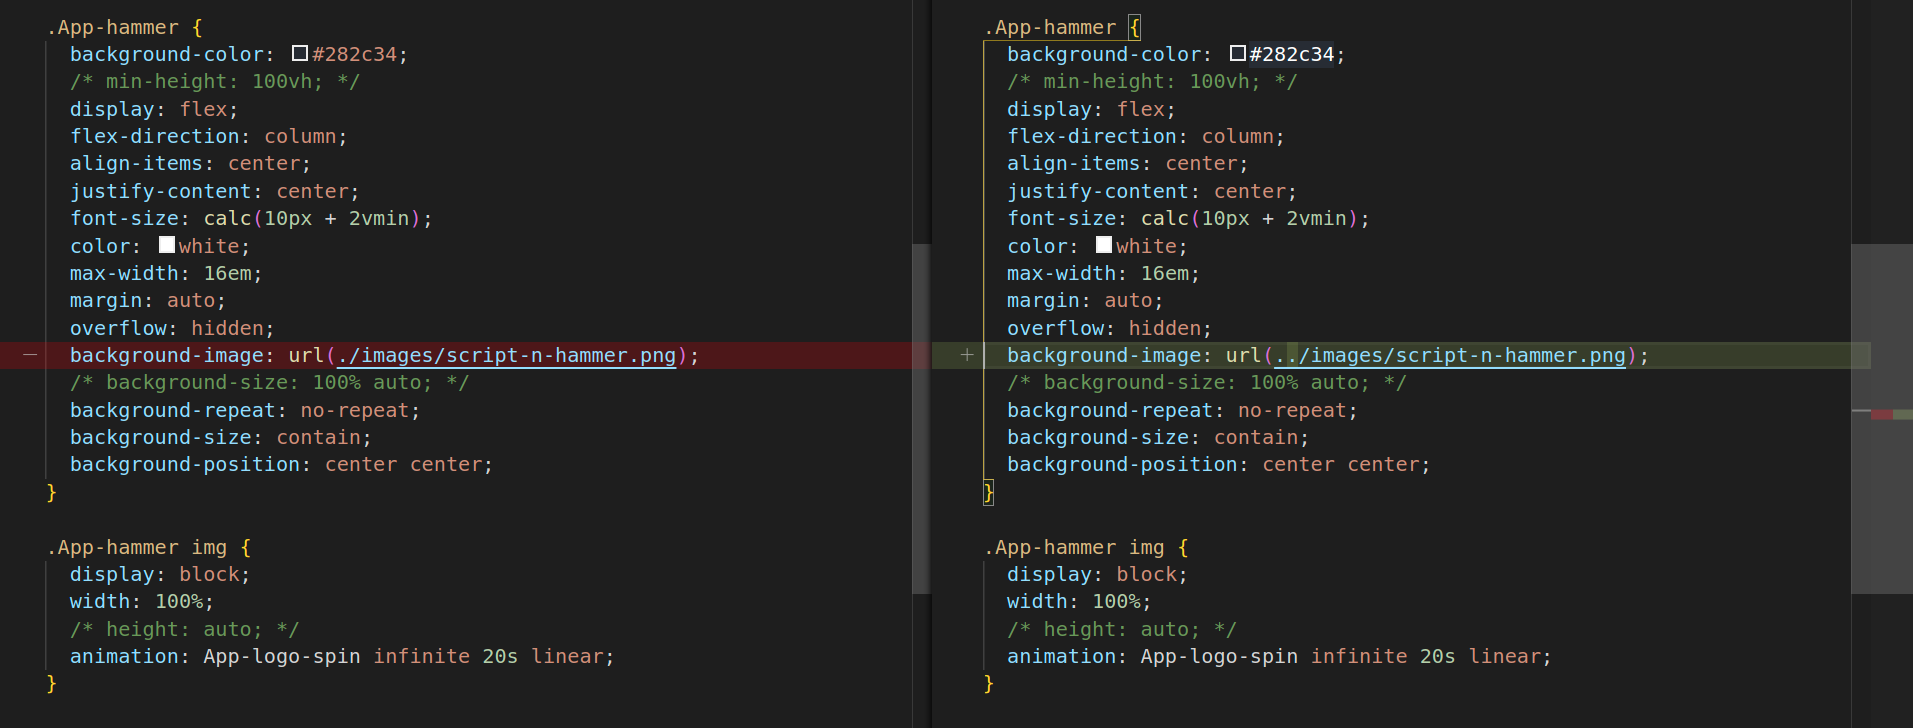 .App-hammer {
  background-color: #282c34;
  /* min-height: 100vh; */
  display: flex;
  flex-direction: column;
  align-items: center;
  justify-content: center;
  font-size: calc(10px + 2vmin);
  color: white;
  max-width: 16em;
  margin: auto;
  overflow: hidden;
— background-image: url(./images/script-n-hammer.png);
  /* background-size: 100% auto; */
  background-repeat: no-repeat;
  background-size: contain;
  background-position: center center;
}

.App-hammer img {
  display: block;
  width: 100%;
  /* height: auto; */
  animation: App-logo-spin infinite 20s linear;
}

.App-hammer {
  background-color: #282c34;
  /* min-height: 100vh; */
  display: flex;
  flex-direction: column;
  align-items: center;
  justify-content: center;
  font-size: calc(10px + 2vmin);
  color: white;
  max-width: 16em;
  margin: auto;
  overflow: hidden;
+ background-image: url(../images/script-n-hammer.png);
  /* background-size: 100% auto; */
  background-repeat: no-repeat;
  background-size: contain;
  background-position: center center;
}

.App-hammer img {
  display: block;
  width: 100%;
  /* height: auto; */
  animation: App-logo-spin infinite 20s linear;
}